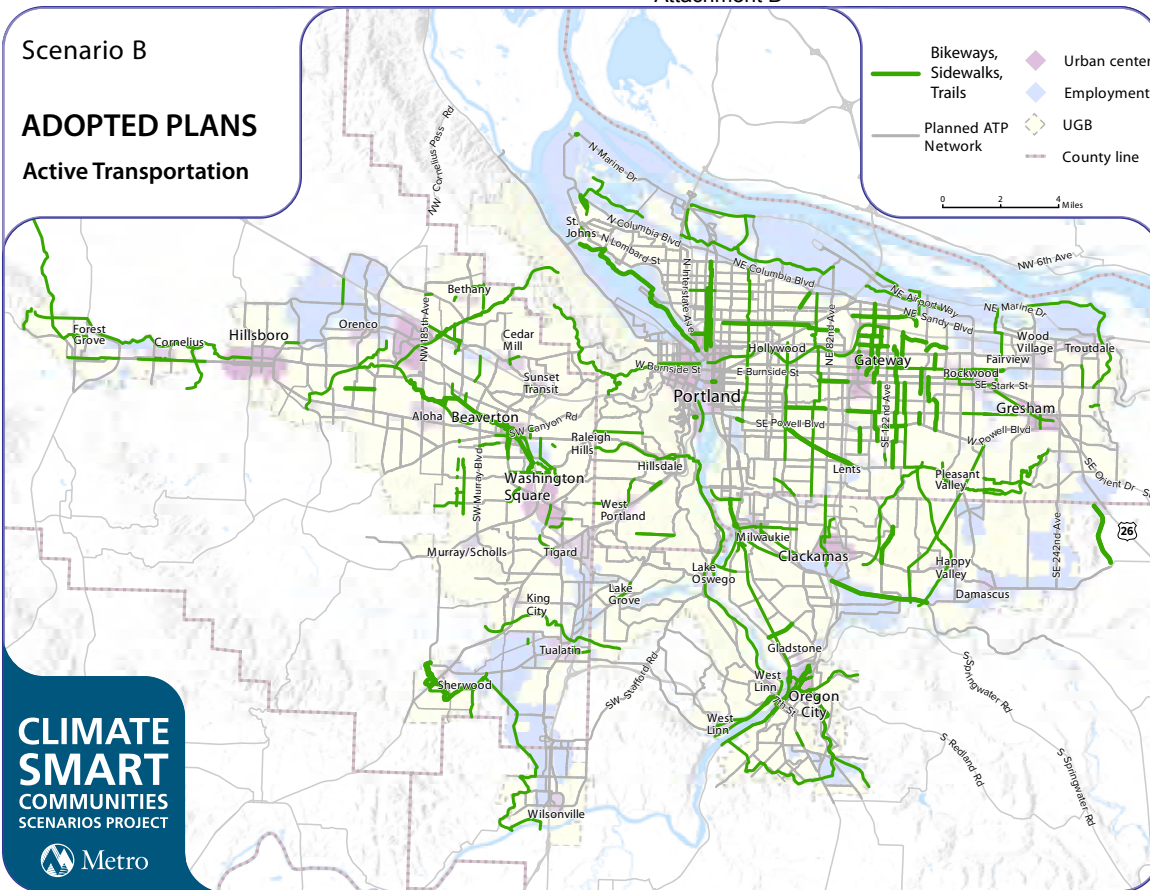 Scenario B
ADOPTED PLANS
Active Transportation
Bikeways,
Sidewalks,
Trails
Planned ATP
Network
Urban center
Employment
UGB
County line
0 2 4 Miles
NW Cornelius Pass Rd
N Marine Dr
St.
Johns
N Columbia Blvd
N Lombard St
N Interstate Ave
NE Columbia Blvd
NW 6th Ave
NE Airport Way
NE Marine Dr
NE Sandy Blvd
NE 82nd Ave
Bethany
NW 185th Ave
Forest
Grove
Cornelius
Hillsboro
Orenco
Cedar
Mill
Sunset
Transit
W Burnside St
Hollywood
E Burnside St
Gateway
Wood
Village
Troutdale
Fairview
Rockwood
SE Stark St
Portland
Gresham
Aloha
Beaverton
SW Canyon Rd
Raleigh
Hills
SE Powell Blvd
SE 122nd Ave
W Powell Blvd
Hillsdale
Lents
Pleasant
Valley
SE Orient Dr
SW Murray Blvd
Washington
Square
West
Portland
26
Murray/Scholls
Tigard
Milwaukie
Clackamas
SE 242nd Ave
Lake
Oswego
Happy
Valley
Lake
Grove
Damascus
King
City
Tualatin
Gladstone
SW Stafford Rd
S Springwater Rd
Sherwood
West
Linn
Oregon
City
7th St
West
Linn
S Redland Rd
S Springwater Rd
Wilsonville
CLIMATE
SMART
COMMUNITIES
SCENARIOS PROJECT
Metro